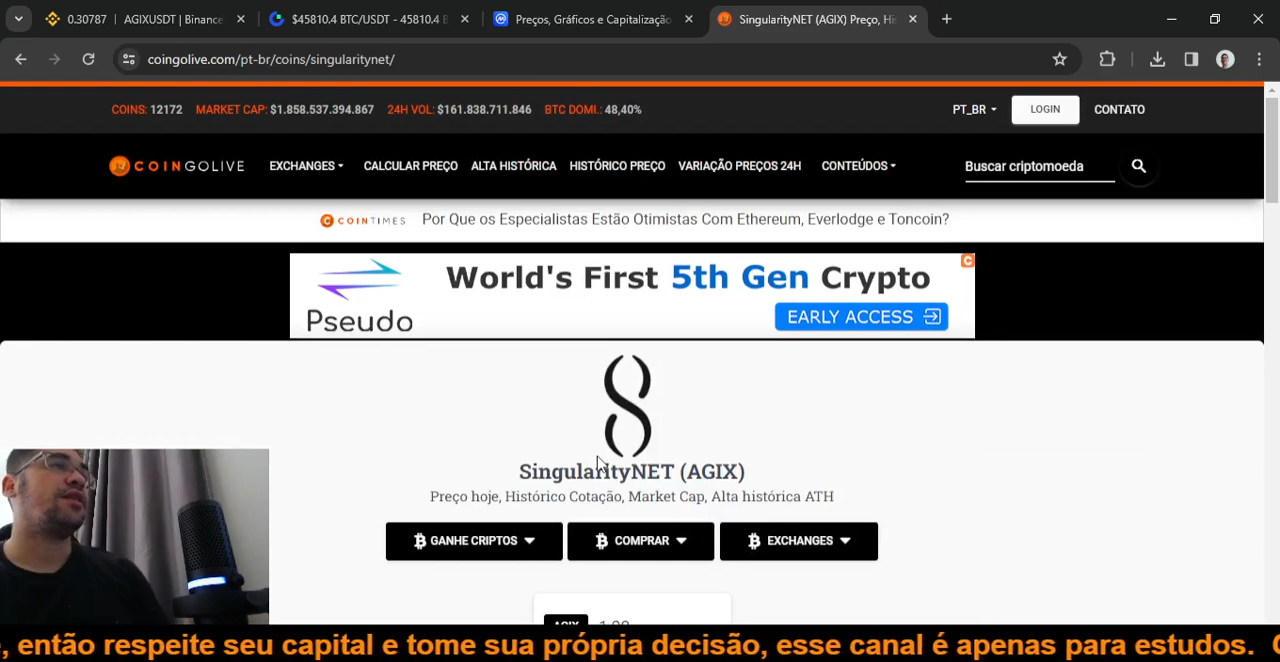 0.30787 | AGIXUSDT | Binance
$45810.4 BTC/USDT - 45810.4 B
Preços, Gráficos e Capitalização
SingularityNET (AGIX) Preço, His
coingolive.com/pt-br/coins/singularitynet/
COINS: 12172 MARKET CAP: $1.858.537.394.867 24H VOL: $161.838.711.846 BTC DOMI.: 48,40%
PT_BR
LOGIN
CONTATO
COINGOLIVE
EXCHANGES
CALCULAR PREÇO
ALTA HISTÓRICA
HISTÓRICO PREÇO
VARIAÇÃO PREÇOS 24H
CONTEÚDOS
Buscar criptomoeda
COINTIMES Por Que os Especialistas Estão Otimistas Com Ethereum, Everlodge e Toncoin?
Pseudo
World's First 5th Gen Crypto
EARLY ACCESS
SingularityNET (AGIX)
Preço hoje, Histórico Cotação, Market Cap, Alta histórica ATH
GANHE CRIPTOS
COMPRAR
EXCHANGES
, então respeite seu capital e tome sua própria decisão, esse canal é apenas para estudos.